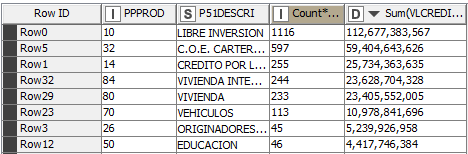 Row ID I PPPROD S P51DESCRI I Count*... D Sum(VLCREDI...
Row0 10 LIBRE INVERSION 1116 112,677,383,567
Row5 32 C.O.E. CARTER... 597 59,404,643,626
Row1 14 CREDITO POR L... 255 25,734,363,635
Row32 84 VIVIENDA INTE... 244 23,628,704,328
Row29 80 VIVIENDA 233 23,405,552,005
Row23 70 VEHICULOS 113 10,978,841,696
Row3 26 ORIGINADORES... 45 5,239,926,958
Row12 50 EDUCACION 46 4,417,746,384